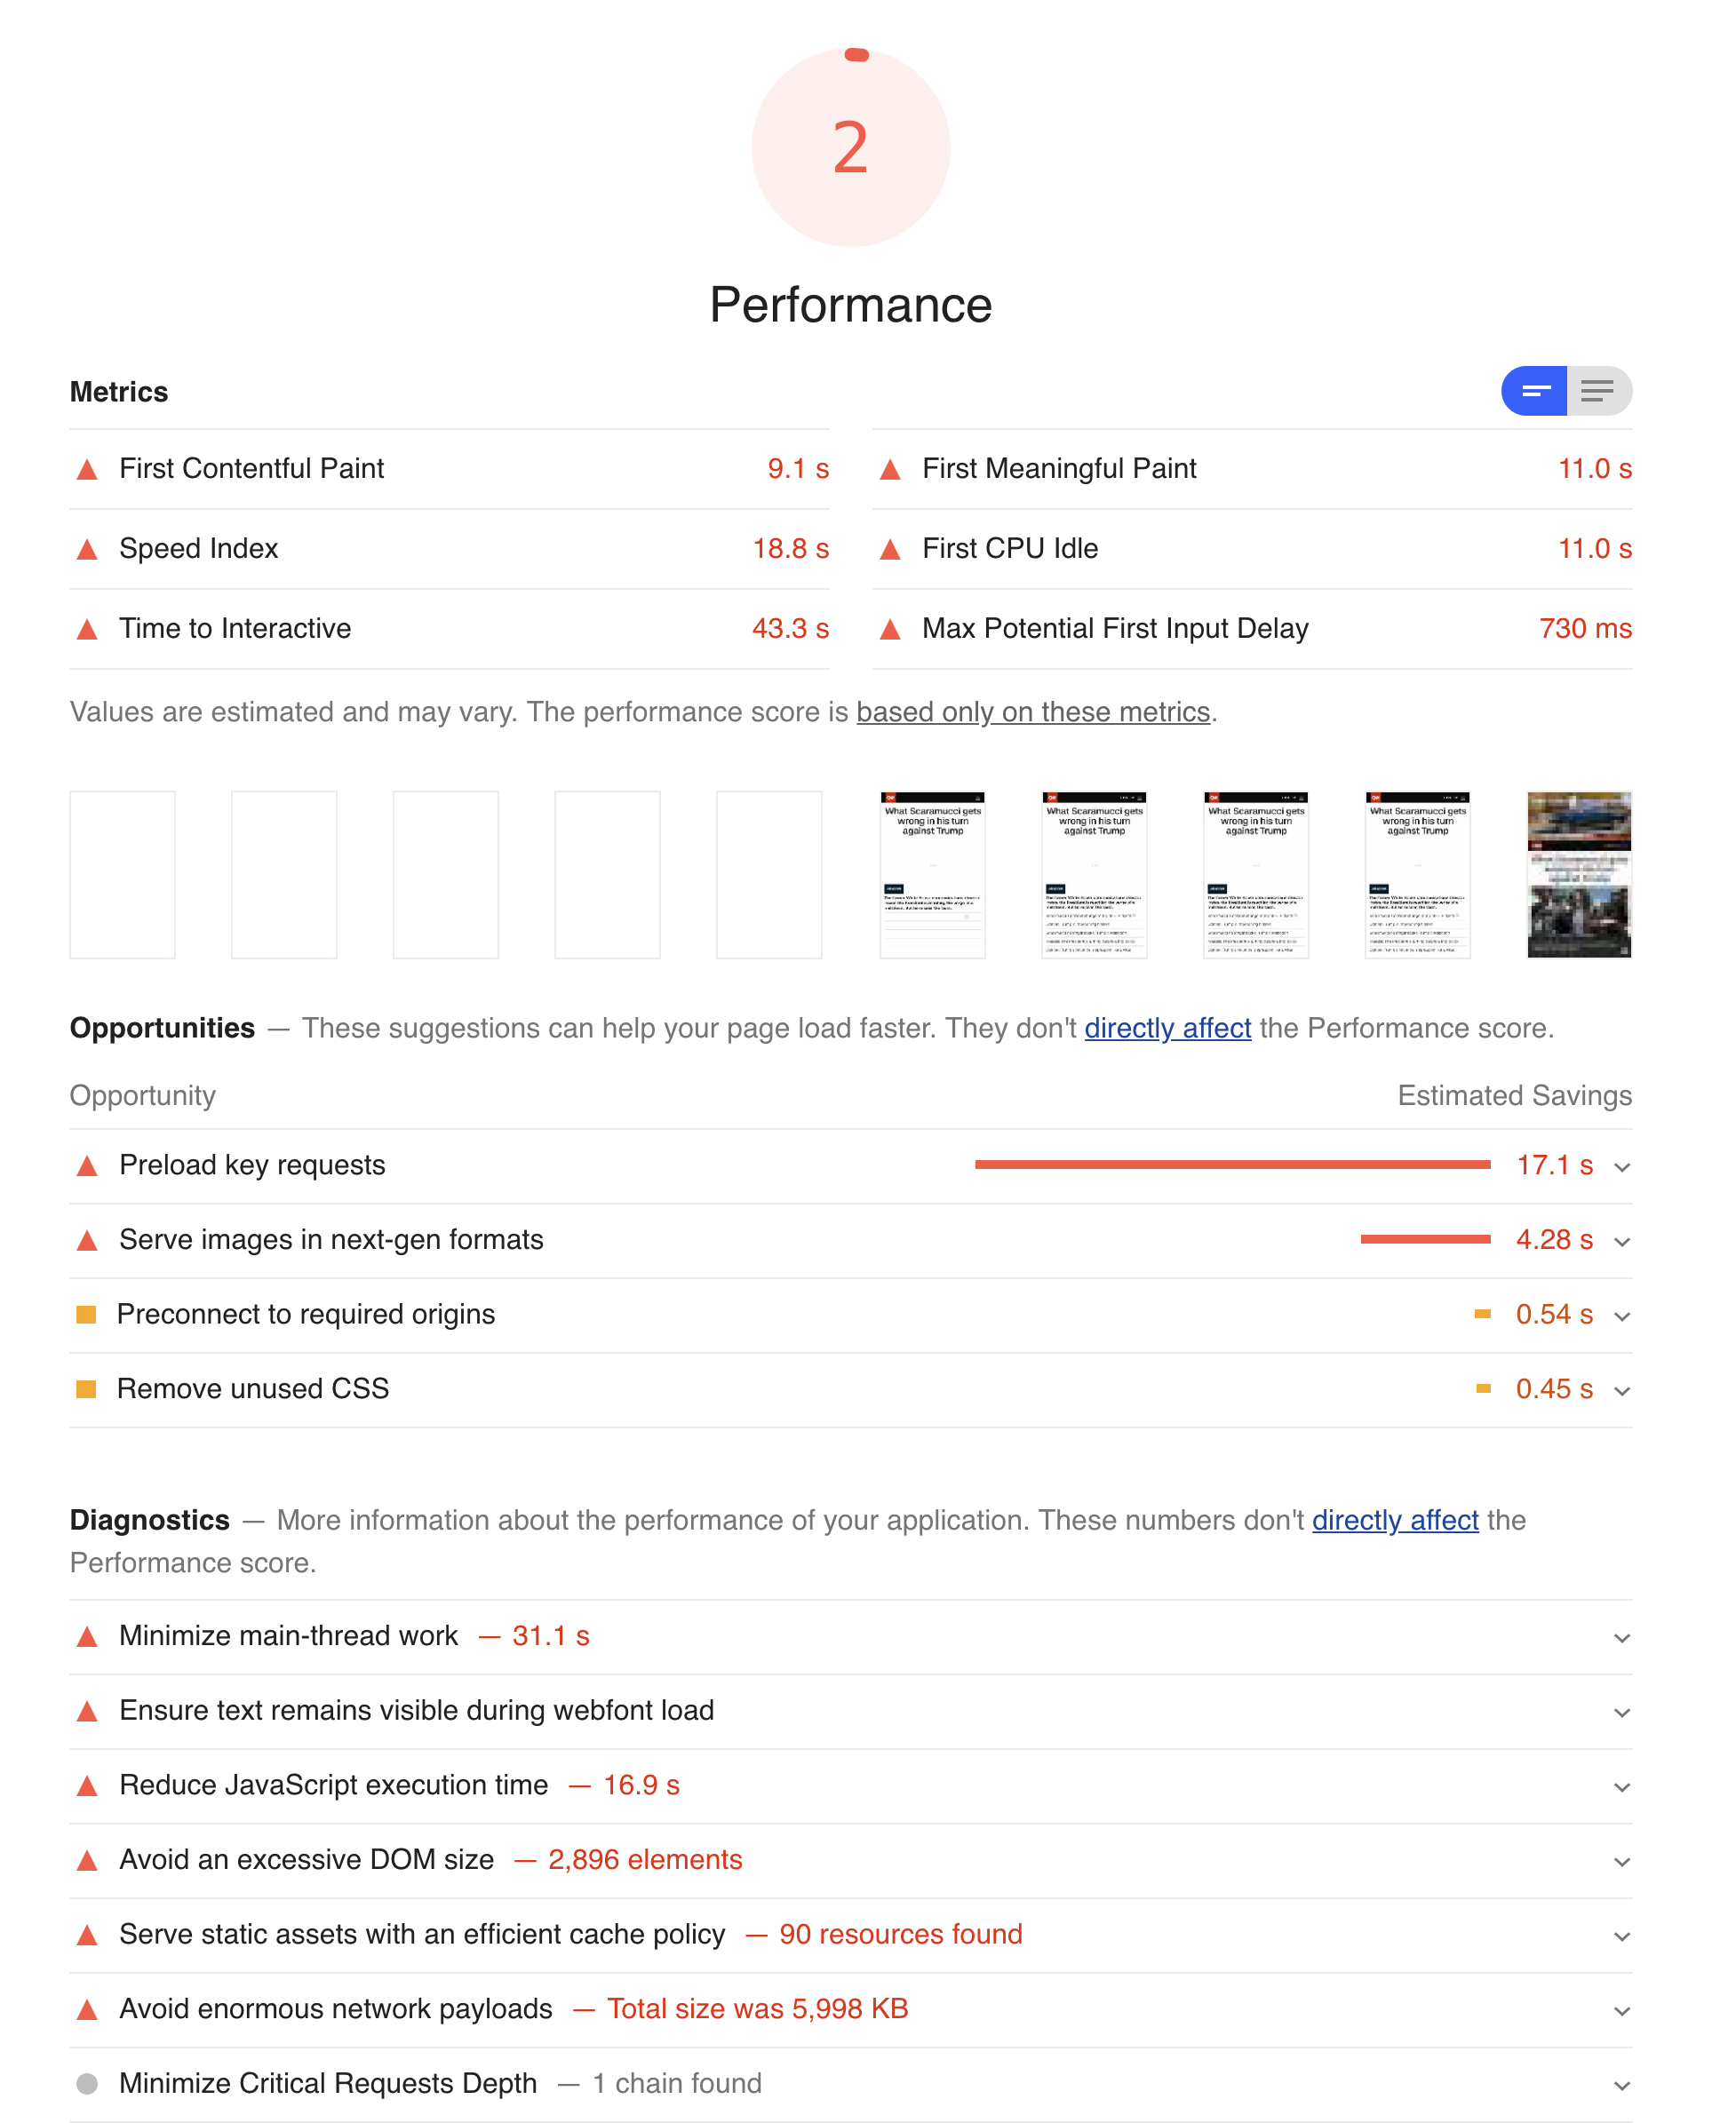 2
Performance
Metrics
First Contentful Paint 9.1 s
First Meaningful Paint 11.0 s
Speed Index 18.8 s
First CPU Idle 11.0 s
Time to Interactive 43.3 s
Max Potential First Input Delay 730 ms
Values are estimated and may vary. The performance score is based only on these metrics.
What Scaramucci gets
wrong in his turn
against Trump
What Scaramucci gets
wrong in his turn
against Trump
What Scaramucci gets
wrong in his turn
against Trump
What Scaramucci gets
wrong in his turn
against Trump
Opportunities — These suggestions can help your page load faster. They don't directly affect the Performance score.
Opportunity Estimated Savings
Preload key requests 17.1 s
Serve images in next-gen formats 4.28 s
Preconnect to required origins 0.54 s
Remove unused CSS 0.45 s
Diagnostics — More information about the performance of your application. These numbers don't directly affect the
Performance score.
Minimize main-thread work — 31.1 s
Ensure text remains visible during webfont load
Reduce JavaScript execution time — 16.9 s
Avoid an excessive DOM size — 2,896 elements
Serve static assets with an efficient cache policy — 90 resources found
Avoid enormous network payloads — Total size was 5,998 KB
Minimize Critical Requests Depth — 1 chain found